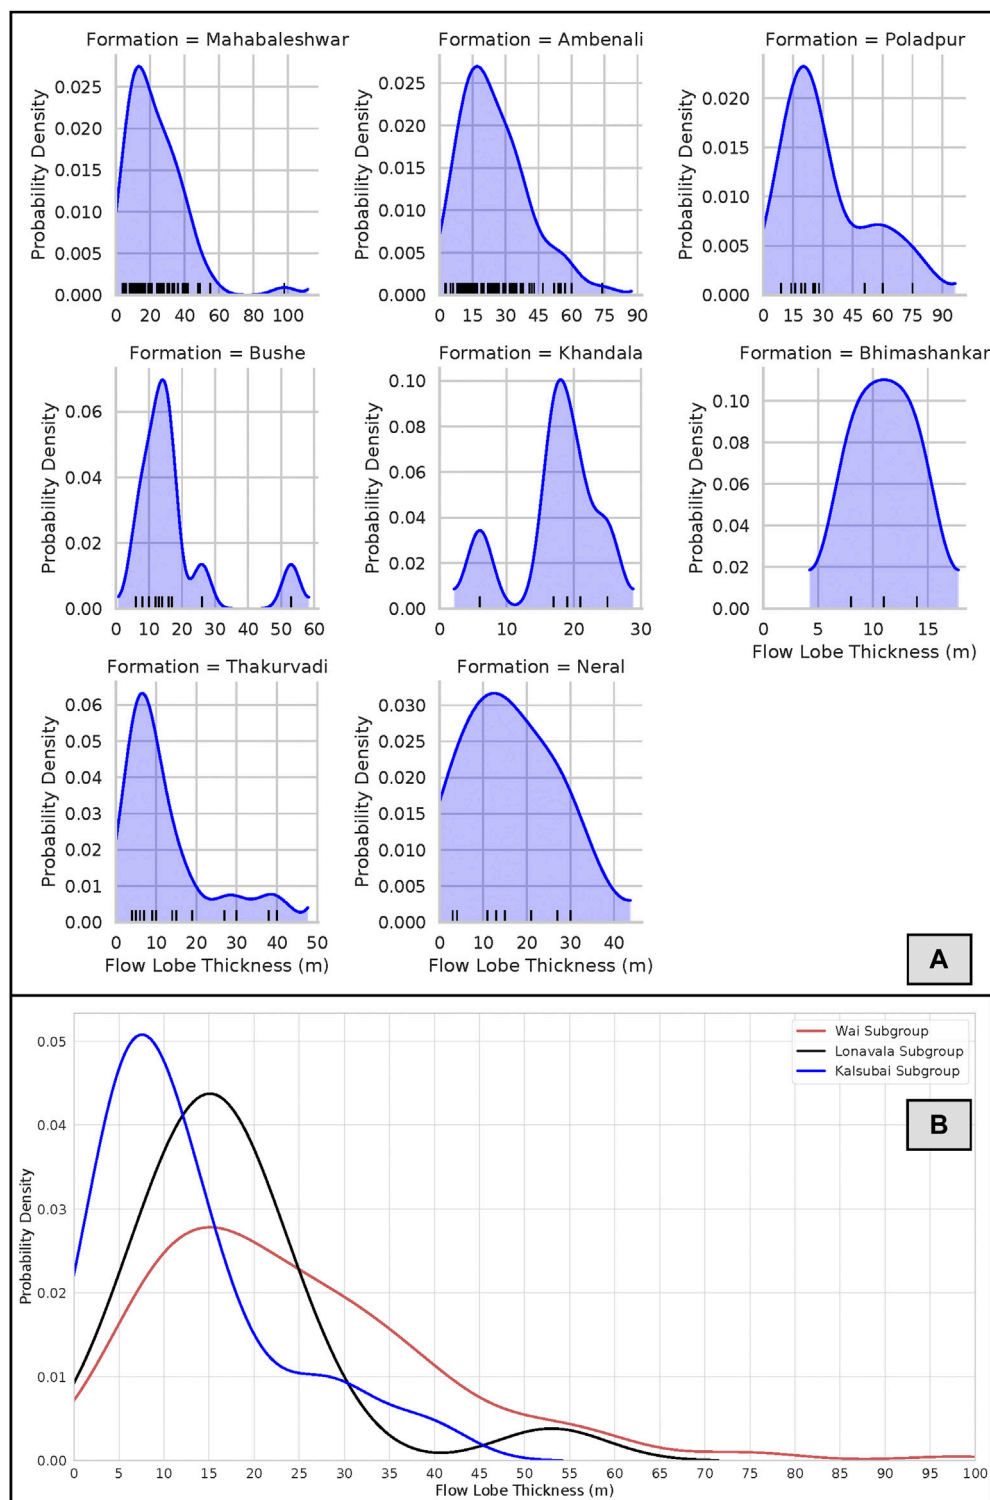 Formation = Mahabaleshwar
Probability Density
0.025
0.020
0.015
0.010
0.005
0.000
0 20 40 60 80 100
Formation = Ambenali
Probability Density
0.025
0.020
0.015
0.010
0.005
0.000
0 15 30 45 60 75 90
Formation = Poladpur
Probability Density
0.020
0.015
0.010
0.005
0.000
0 15 30 45 60 75 90
Formation = Bushe
Probability Density
0.06
0.04
0.02
0.00
0 10 20 30 40 50 60
Formation = Khandala
Probability Density
0.10
0.08
0.06
0.04
0.02
0.00
0 10 20 30
Formation = Bhimashankar
Probability Density
0.10
0.08
0.06
0.04
0.02
0.00
0 5 10 15
Flow Lobe Thickness (m)
Formation = Thakurvadi
Probability Density
0.06
0.05
0.04
0.03
0.02
0.01
0.00
0 10 20 30 40 50
Flow Lobe Thickness (m)
Formation = Neral
Probability Density
0.030
0.025
0.020
0.015
0.010
0.005
0.000
0 10 20 30 40
Flow Lobe Thickness (m)
A
Wai Subgroup
Lonavala Subgroup
Kalsubai Subgroup
B
Probability Density
0.05
0.04
0.03
0.02
0.01
0.00
0 5 10 15 20 25 30 35 40 45 50 55 60 65 70 75 80 85 90 95 100
Flow Lobe Thickness (m)